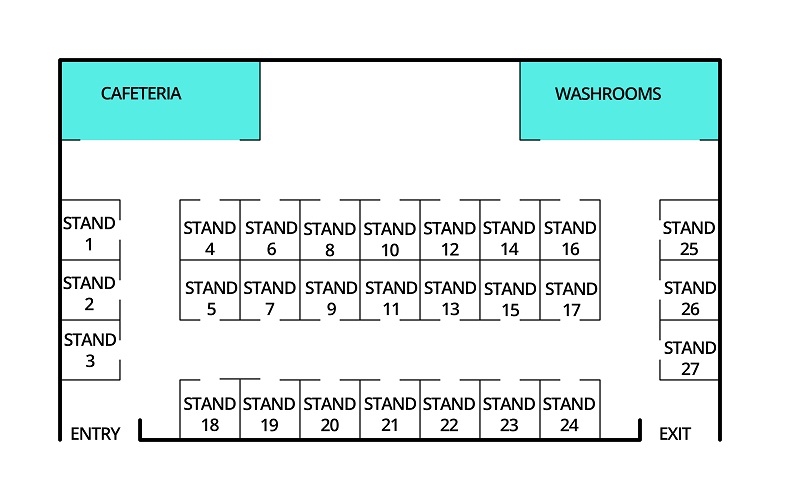 CAFETERIA
WASHROOMS
STAND
1
STAND
4
STAND
6
STAND
8
STAND
10
STAND
12
STAND
14
STAND
16
STAND
25
STAND
2
STAND
5
STAND
7
STAND
9
STAND
11
STAND
13
STAND
15
STAND
17
STAND
26
STAND
3
STAND
27
STAND
18
STAND
19
STAND
20
STAND
21
STAND
22
STAND
23
STAND
24
ENTRY
EXIT